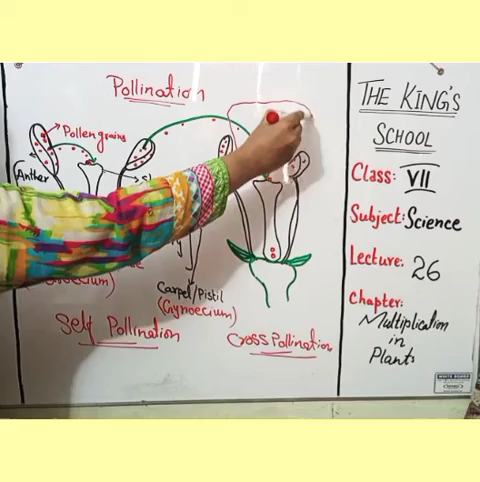 Pollination
Pollen grains
Anther
Carpel/Pistil
(Gynoecium)
Self Pollination
Cross Pollination
THE KING'S
SCHOOL
Class: VII
Subject: Science
Lecture: 26
Chapter:
Multiplication
in
Plants